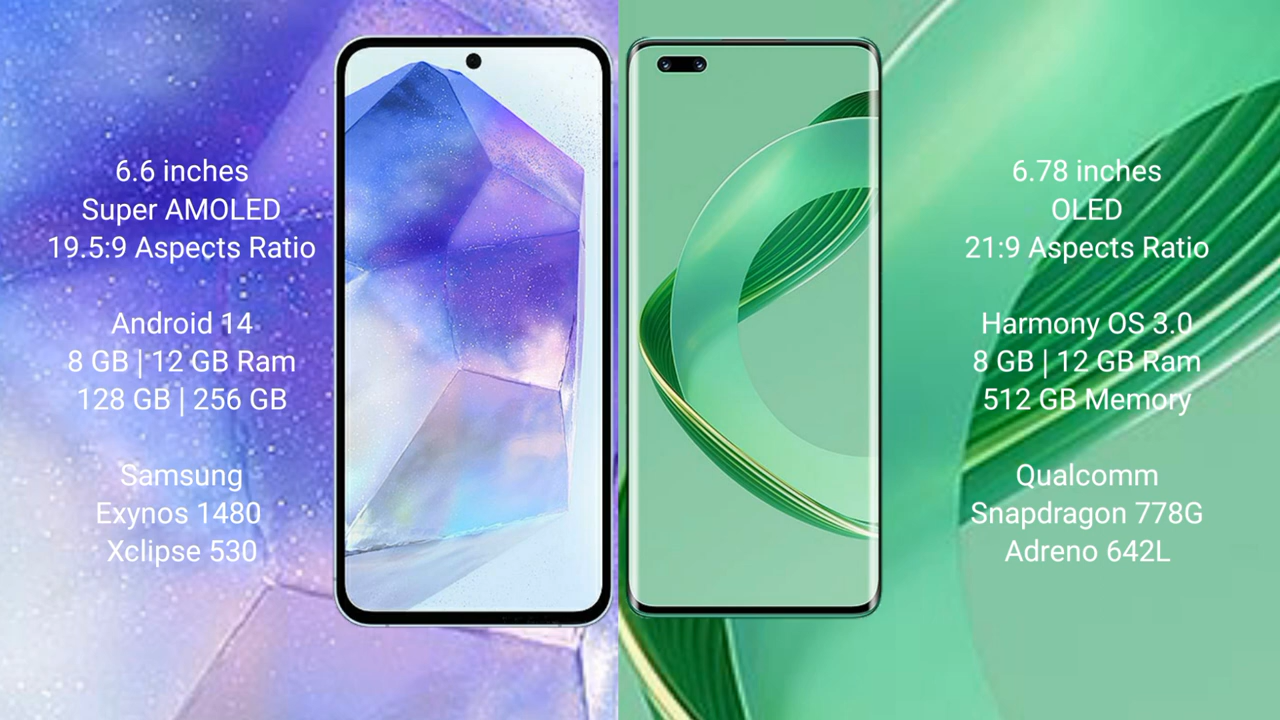 6.6 inches
Super AMOLED
19.5:9 Aspects Ratio
Android 14
8 GB | 12 GB Ram
128 GB | 256 GB
Samsung
Exynos 1480
Xclipse 530
6.78 inches
OLED
21:9 Aspects Ratio
Harmony OS 3.0
8 GB | 12 GB Ram
512 GB Memory
Qualcomm
Snapdragon 778G
Adreno 642L